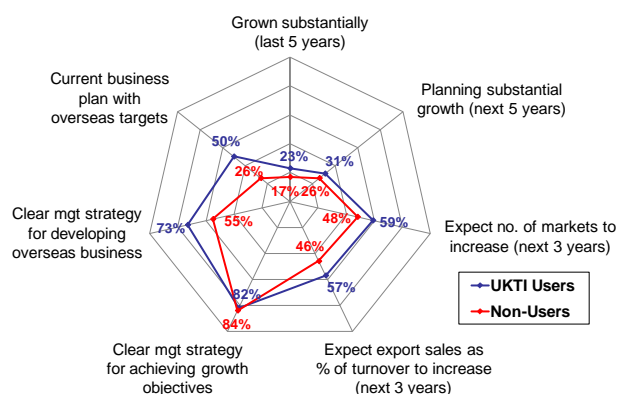 Grown substantially
(last 5 years)
Current business
plan with
overseas targets
Planning substantial
growth (next 5 years)
50%
23%
31%
26%
17%
26%
Clear mgt strategy
for developing
overseas business
73%
55%
48%
59%
Expect no. of markets to
increase (next 3 years)
46%
57%
82%
84%
UKTI Users
Non-Users
Clear mgt strategy
for achieving growth
objectives
Expect export sales as
% of turnover to increase
(next 3 years)